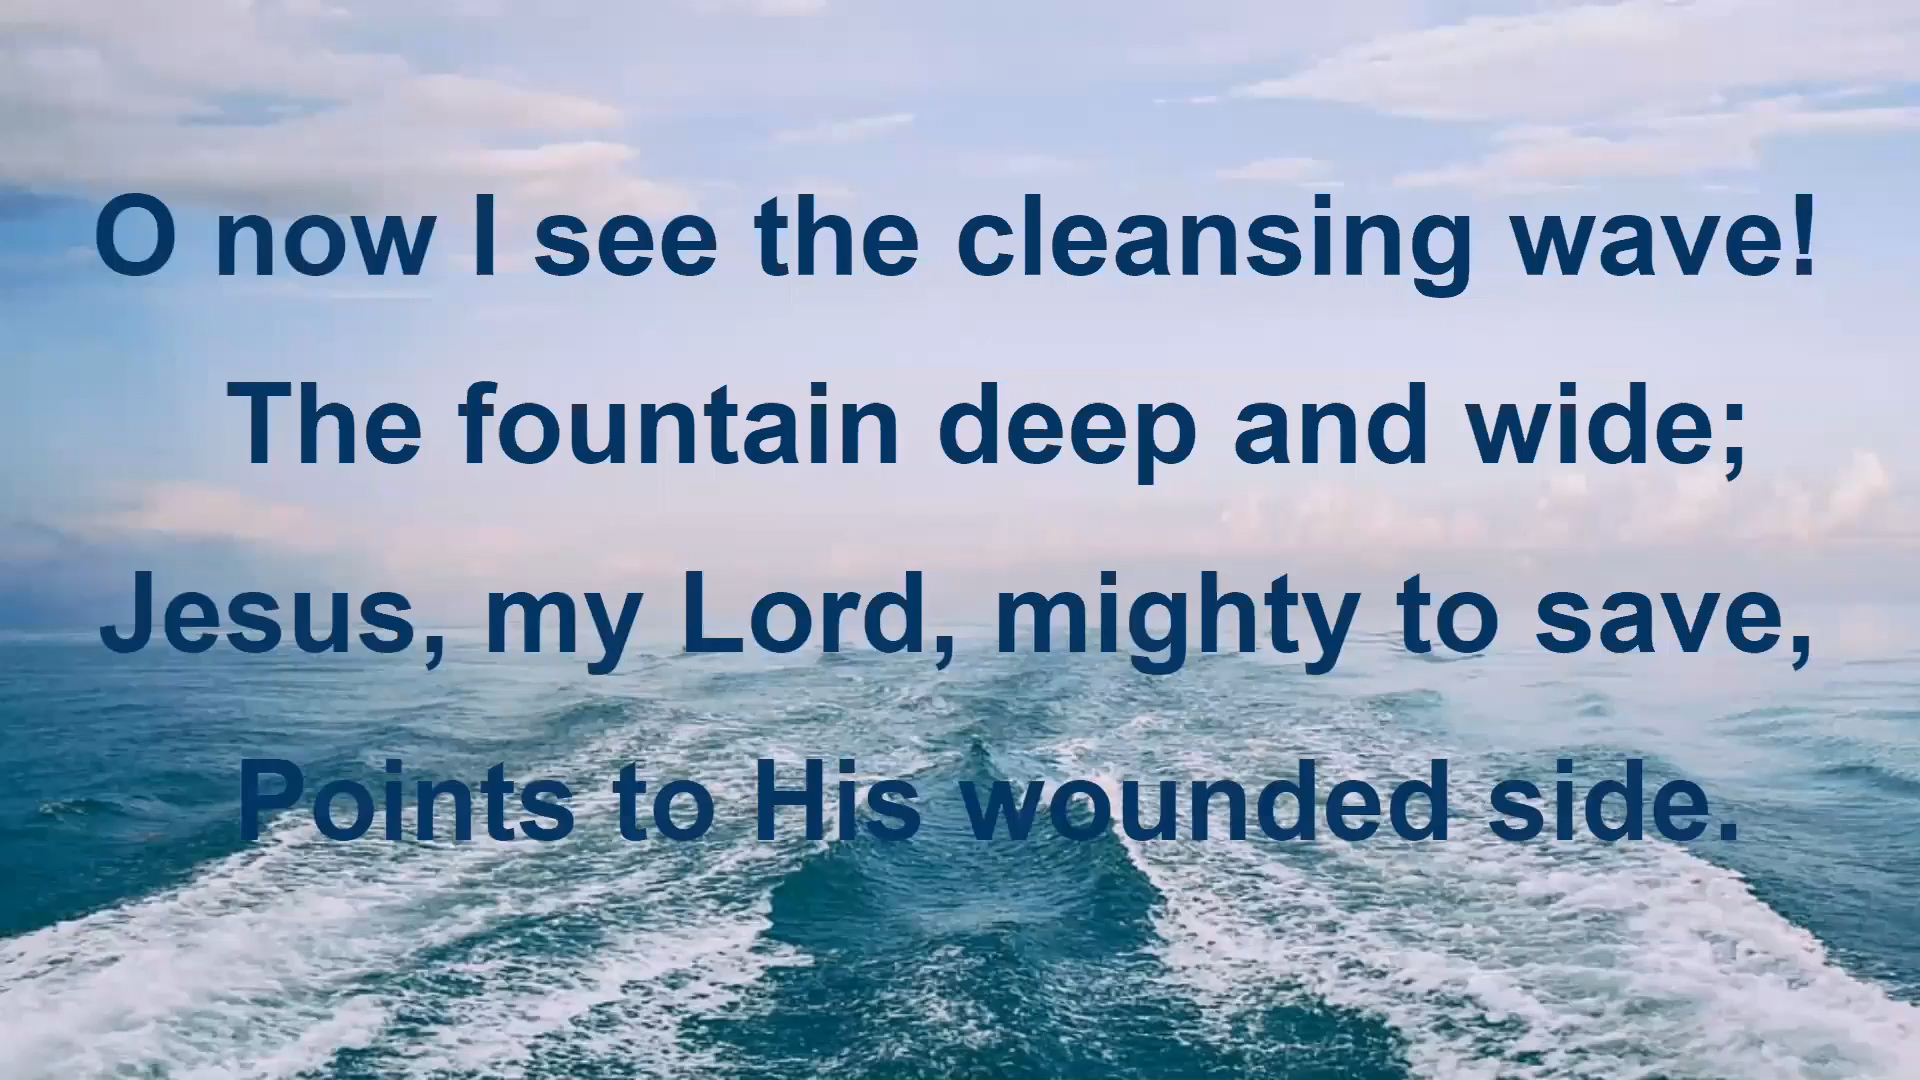 O now I see the cleansing wave!
The fountain deep and wide;
Jesus, my Lord, mighty to save,
Points to His wounded side.